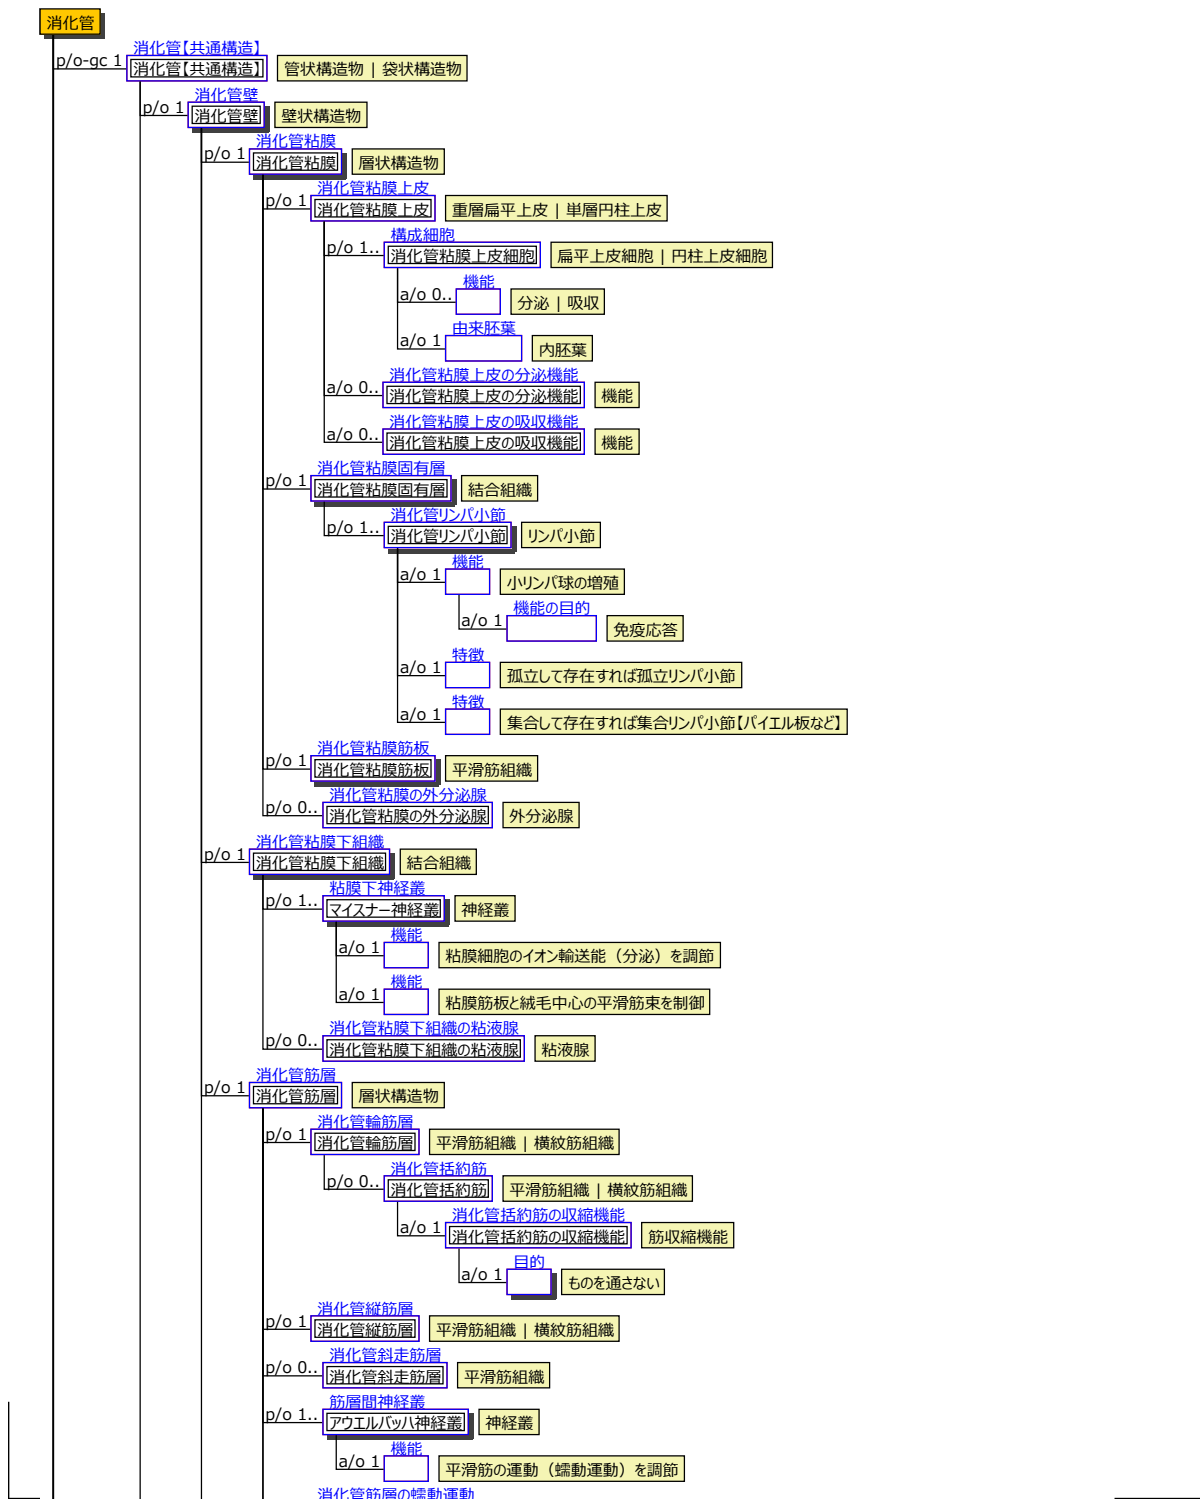 消化管
消化管【共通構造】
p/o-gc 1 消化管【共通構造】 管状構造物 | 袋状構造物
消化管壁
p/o 1 消化管壁 壁状構造物
消化管粘膜
p/o 1 消化管粘膜 層状構造物
消化管粘膜上皮
p/o 1 消化管粘膜上皮 重層扁平上皮 | 単層円柱上皮
構成細胞
p/o 1.. 消化管粘膜上皮細胞 扁平上皮細胞 | 円柱上皮細胞
機能
a/o 0.. 分泌 | 吸収
由来胚葉
a/o 1 内胚葉
消化管粘膜上皮の分泌機能
a/o 0.. 消化管粘膜上皮の分泌機能 機能
消化管粘膜上皮の吸収機能
a/o 0.. 消化管粘膜上皮の吸収機能 機能
消化管粘膜固有層
p/o 1 消化管粘膜固有層 結合組織
消化管リンパ小節
p/o 1.. 消化管リンパ小節 リンパ小節
機能
a/o 1 小リンパ球の増殖
機能の目的
a/o 1 免疫応答
特徴
a/o 1 孤立して存在すれば孤立リンパ小節
特徴
a/o 1 集合して存在すれば集合リンパ小節【パイエル板など】
消化管粘膜筋板
p/o 1 消化管粘膜筋板 平滑筋組織
消化管粘膜の外分泌腺
p/o 0.. 消化管粘膜の外分泌腺 外分泌腺
消化管粘膜下組織
p/o 1 消化管粘膜下組織 結合組織
粘膜下神経叢
p/o 1.. マイスナー神経叢 神経叢
機能
a/o 1 粘膜細胞のイオン輸送能（分泌）を調節
機能
a/o 1 粘膜筋板と絨毛中心の平滑筋束を制御
消化管粘膜下組織の粘液腺
p/o 0.. 消化管粘膜下組織の粘液腺 粘液腺
消化管筋層
p/o 1 消化管筋層 層状構造物
消化管輪筋層
p/o 1 消化管輪筋層 平滑筋組織 | 横紋筋組織
消化管括約筋
p/o 0.. 消化管括約筋 平滑筋組織 | 横紋筋組織
消化管括約筋の収縮機能
a/o 1 消化管括約筋の収縮機能 筋収縮機能
目的
a/o 1 ものを通さない
消化管縦筋層
p/o 1 消化管縦筋層 平滑筋組織 | 横紋筋組織
消化管斜走筋層
p/o 0.. 消化管斜走筋層 平滑筋組織
筋層間神経叢
p/o 1.. アウエルバッハ神経叢 神経叢
機能
a/o 1 平滑筋の運動（蠕動運動）を調節
消化管筋層の蠕動運動